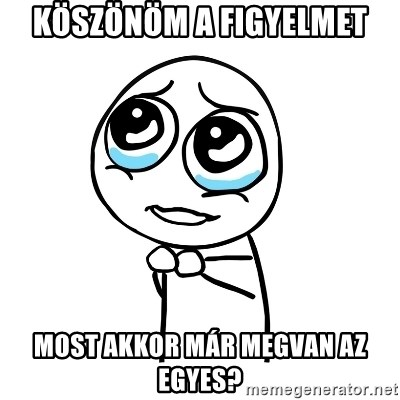 KÖSZÖNÖM A FIGYELMET
MOST AKKOR MÁR MEGVAN AZ
EGYES?
memegenerator.net